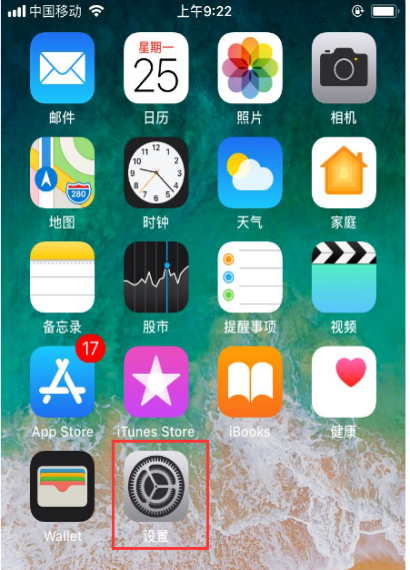 中国移动 上午9:22
星期一
25
邮件 日历 照片 相机
12
280
地图 时钟 天气 家庭
备忘录 股市 提醒事项 视频
17
App Store iTunes Store iBooks 健康
Wallet 设置